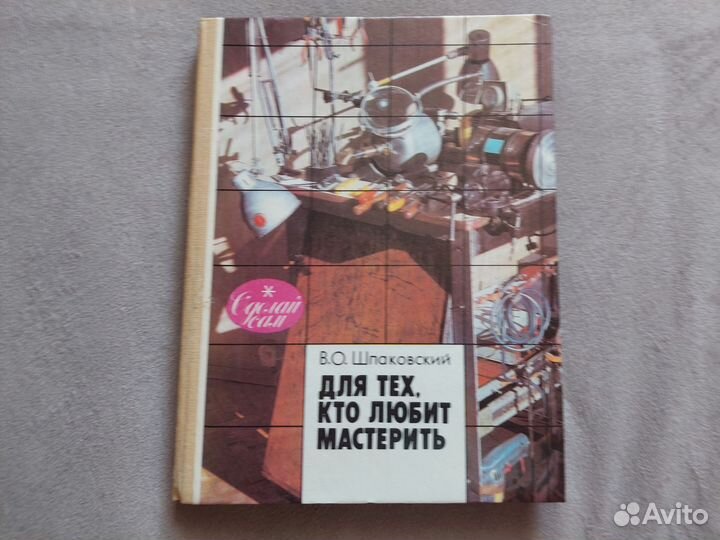 Сделай
сам
В.О. Шпаковский
ДЛЯ ТЕХ,
КТО ЛЮБИТ
МАСТЕРИТЬ
Avito